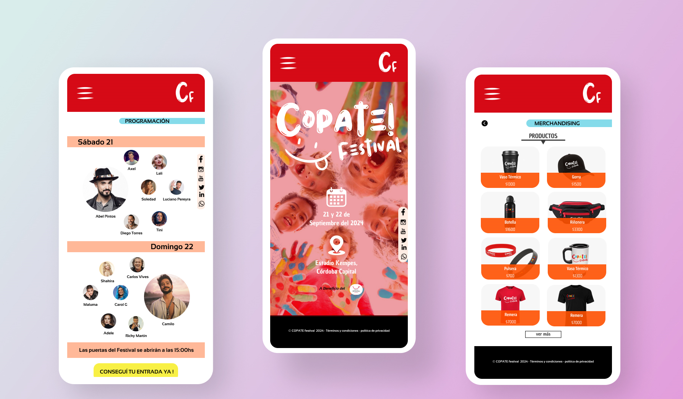 CF
PROGRAMACIÓN
Sábado 21
Axel
Lali
Abel Pintos
Soledad
Luciano Pereyra
Diego Torres
Tini
Domingo 22
Shakira
Carlos Vives
Maluma
Carol G
Camilo
Adele
Ricky Martin
Las puertas del Festival se abrirán a las 15:00hs
CONSEGUÍ TU ENTRADA YA !
CF
COPATE!
FESTIVAL
21 y 22 de
Septiembre del 2024
Estadio Kempes,
Córdoba Capital
A Beneficio del
© COPATE Festival 2024 · Términos y condiciones · política de privacidad
CF
MERCHANDISING
PRODUCTOS
Vaso Térmico
Gorra
Riñonera
Pulsera
Remera
Remera
ver más
© COPATE Festival 2024 · Términos y condiciones · política de privacidad